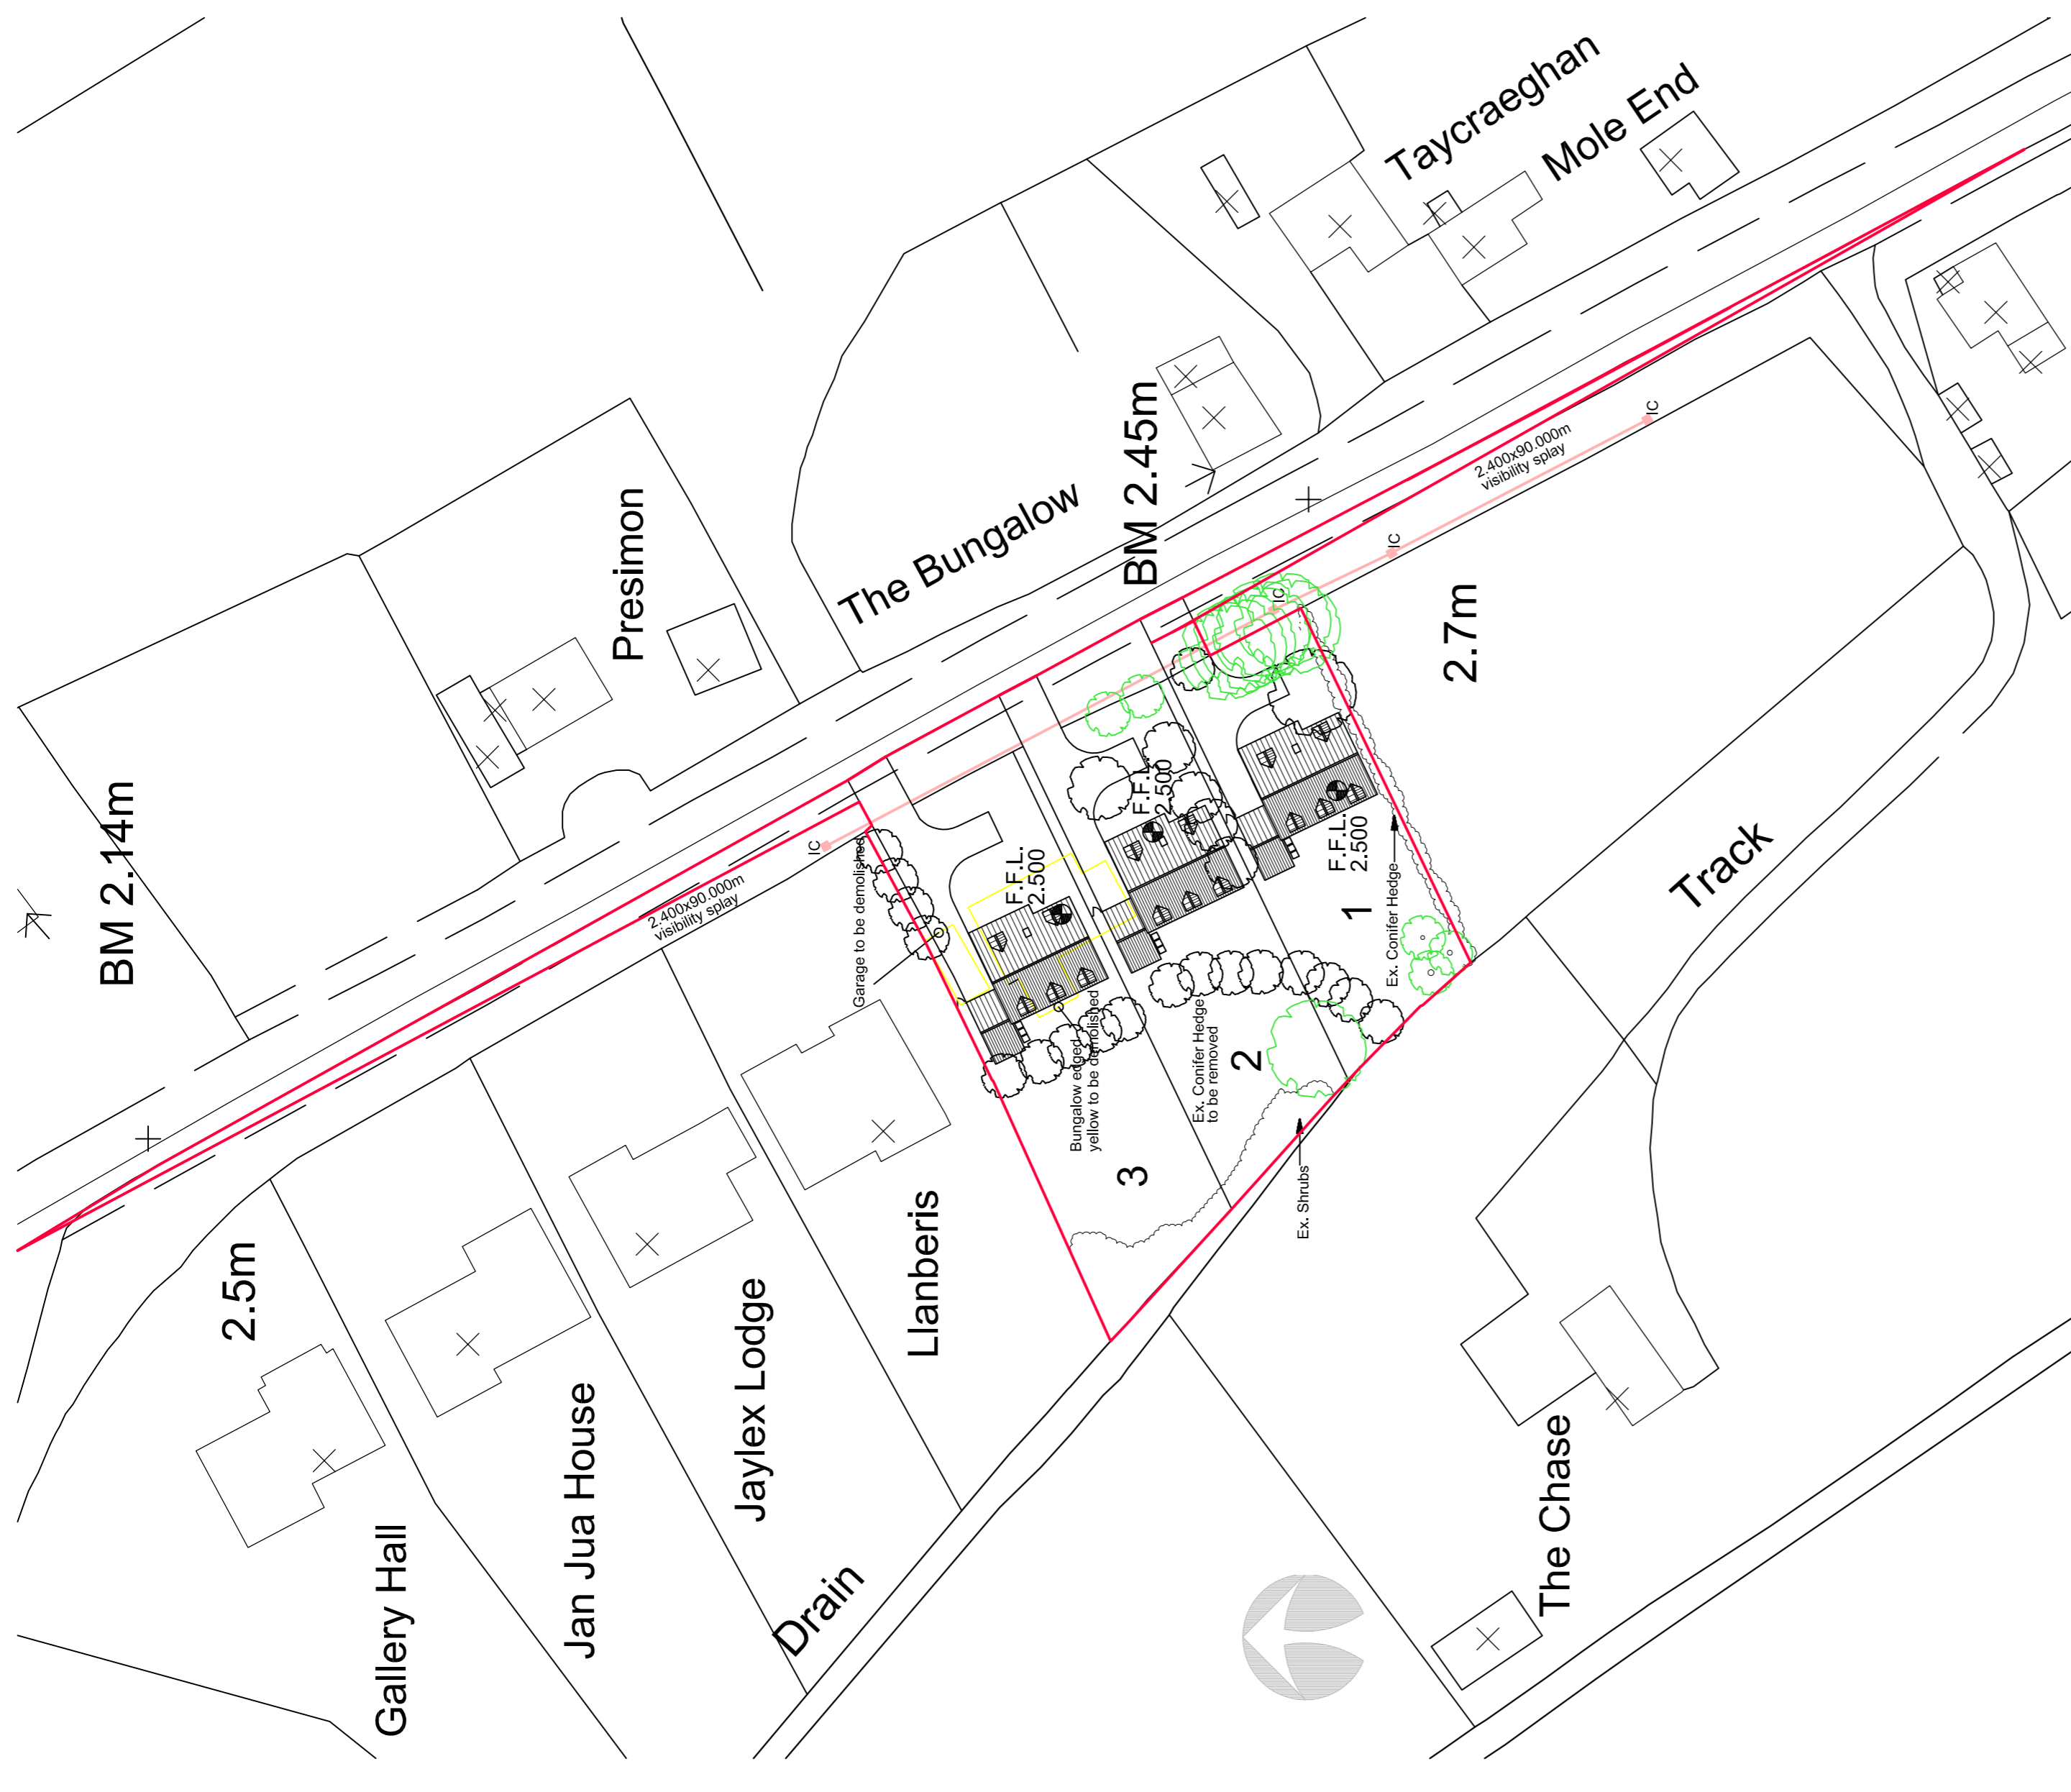 Taycraeghan
Mole End
BM 2.45m
The Bungalow
Presimon
BM 2.14m
2.400x90.000m
visibility splay
IC
IC
IC
2.7m
2.400x90.000m
visibility splay
IC
Garage to be demolished
F.F.L.
2.500
F.F.L.
2.500
F.F.L.
2.500
1
2
3
Ex. Conifer Hedge
Ex. Conifer Hedge
to be removed
Bungalow edged
yellow to be demolished
Ex. Shrubs
Track
2.5m
Gallery Hall
Jan Jua House
Jaylex Lodge
Llanberis
Drain
The Chase